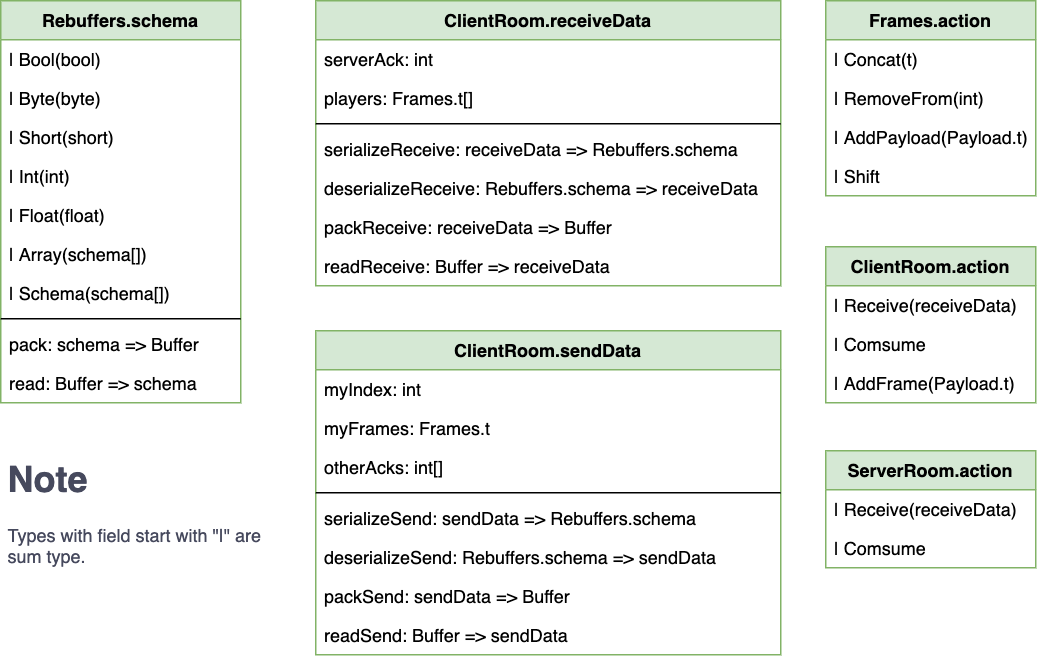 Rebuffers.schema
| Bool(bool)
| Byte(byte)
| Short(short)
| Int(int)
| Float(float)
| Array(schema[])
| Schema(schema[])
pack: schema => Buffer
read: Buffer => schema
Note
Types with field start with "|" are
sum type.
ClientRoom.receiveData
serverAck: int
players: Frames.t[]
serializeReceive: receiveData => Rebuffers.schema
deserializeReceive: Rebuffers.schema => receiveData
packReceive: receiveData => Buffer
readReceive: Buffer => receiveData
ClientRoom.sendData
myIndex: int
myFrames: Frames.t
otherAcks: int[]
serializeSend: sendData => Rebuffers.schema
deserializeSend: Rebuffers.schema => sendData
packSend: sendData => Buffer
readSend: Buffer => sendData
Frames.action
| Concat(t)
| RemoveFrom(int)
| AddPayload(Payload.t)
| Shift
ClientRoom.action
| Receive(receiveData)
| Comsume
| AddFrame(Payload.t)
ServerRoom.action
| Receive(receiveData)
| Comsume